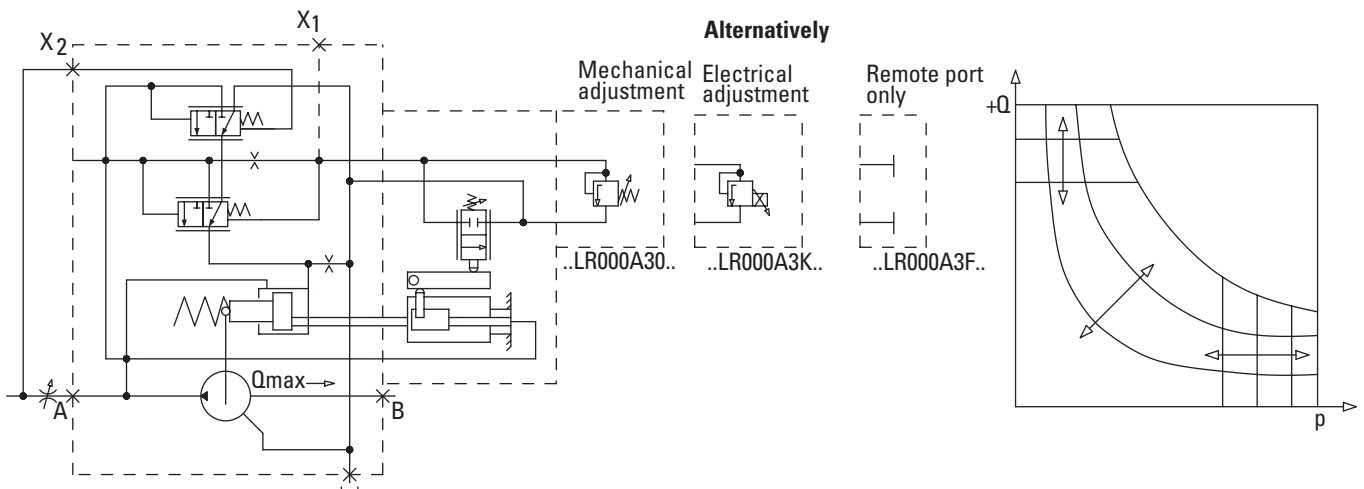 X1
X2
Alternatively
Mechanical
adjustment
Electrical
adjustment
Remote port
only
+Q
..LR000A30..
..LR000A3K..
..LR000A3F..
Qmax
A
B
p